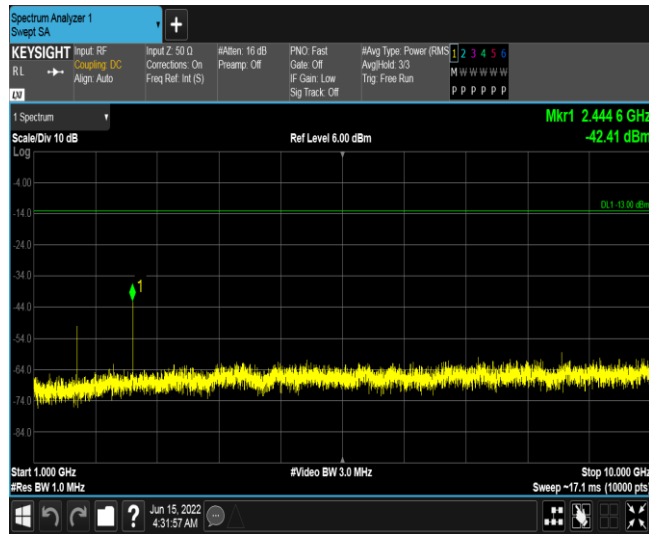 Spectrum Analyzer 1
Swept SA
+
KEYSIGHT Input: RF Input Z: 50 Ω #Atten: 16 dB PNO: Fast #Avg Type: Power (RMS 1 2 3 4 5 6
RL Coupling: DC Corrections: On Preamp: Off Gate: Off Avg|Hold: 3/3 M W W W W W
Align: Auto Freq Ref: Int (S) IF Gain: Low Trig: Free Run
LXI Sig Track: Off P P P P P P
1 Spectrum Mkr1 2.444 6 GHz
Scale/Div 10 dB Ref Level 6.00 dBm -42.41 dBm
Log
-4.00
DL1 -13.00 dBm
-14.0
-24.0
-34.0
1
-44.0
-54.0
-64.0
-74.0
-84.0
Start 1.000 GHz #Video BW 3.0 MHz Stop 10.000 GHz
#Res BW 1.0 MHz Sweep ~17.1 ms (10000 pts)
? Jun 15, 2022
4:31:57 AM